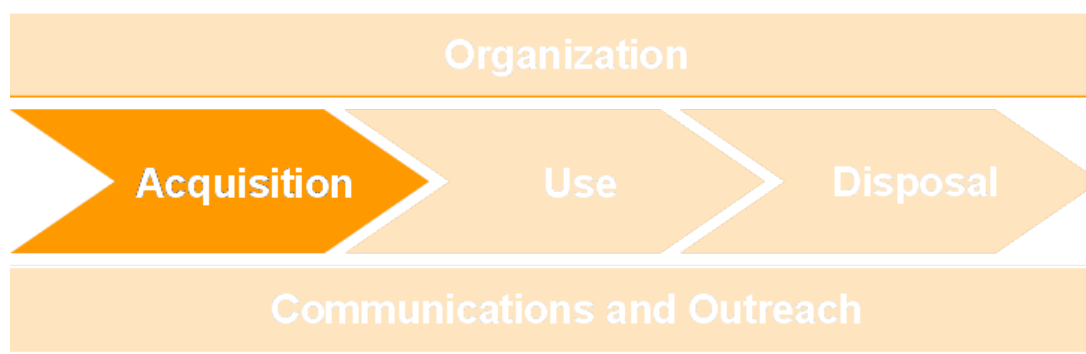 Organization
Acquisition
Use
Disposal
Communications and Outreach